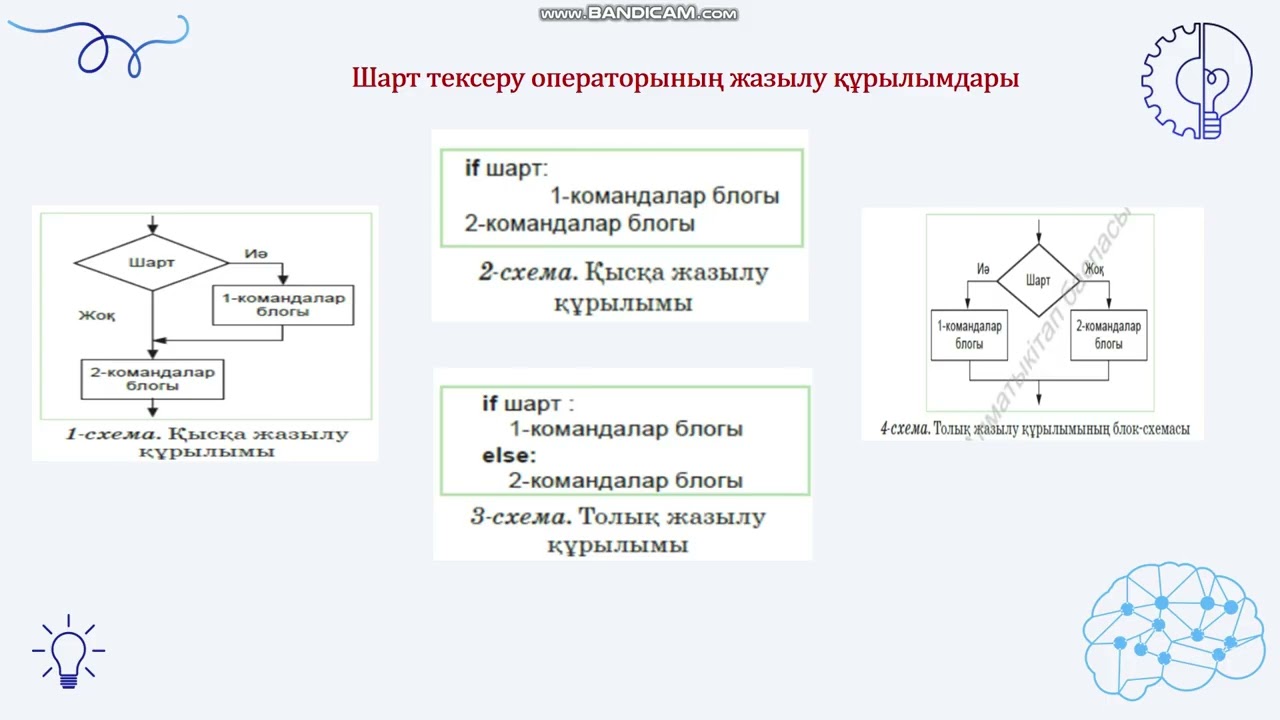 www.BANDICAM.com
Шарт тексеру операторының жазылу құрылымдары
Шарт
Иә
Жоқ
1-командалар
блогы
2-командалар
блогы
1-схема. Қысқа жазылу
құрылымы
if шарт:
1-командалар блогы
2-командалар блогы
2-схема. Қысқа жазылу
құрылымы
if шарт :
1-командалар блогы
else:
2-командалар блогы
3-схема. Толық жазылу
құрылымы
Иә
Шарт
Жоқ
1-командалар
блогы
2-командалар
блогы
4-схема. Толық жазылу құрылымының блок-схемасы